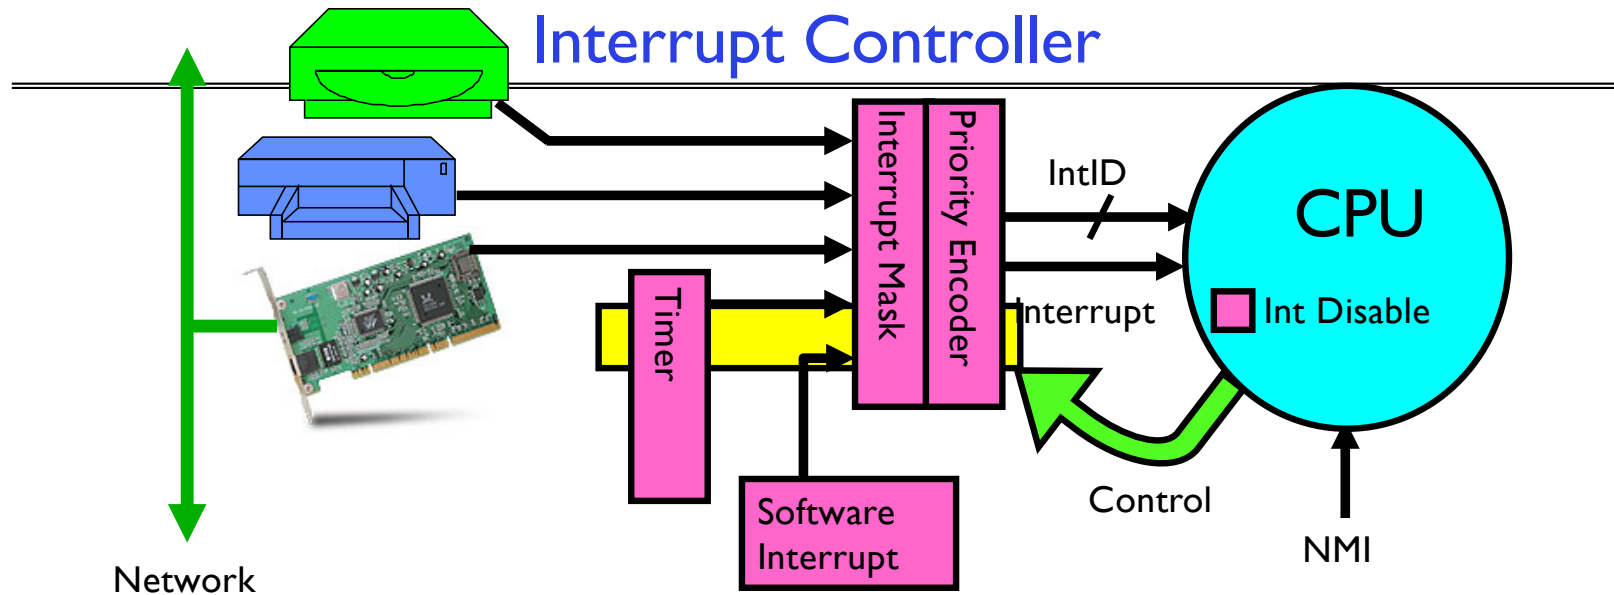 Interrupt Controller
Interrupt Mask
Priority Encoder
IntID
CPU
Timer
Interrupt
Int Disable
Control
Software
Interrupt
NMI
Network